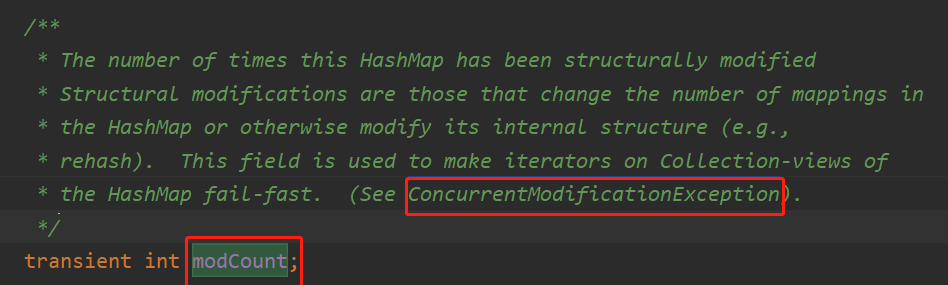 /**
* The number of times this HashMap has been structurally modified
* Structural modifications are those that change the number of mappings in
* the HashMap or otherwise modify its internal structure (e.g.,
* rehash).  This field is used to make iterators on Collection-views of
* the HashMap fail-fast.  (See ConcurrentModificationException).
*/
transient int modCount;